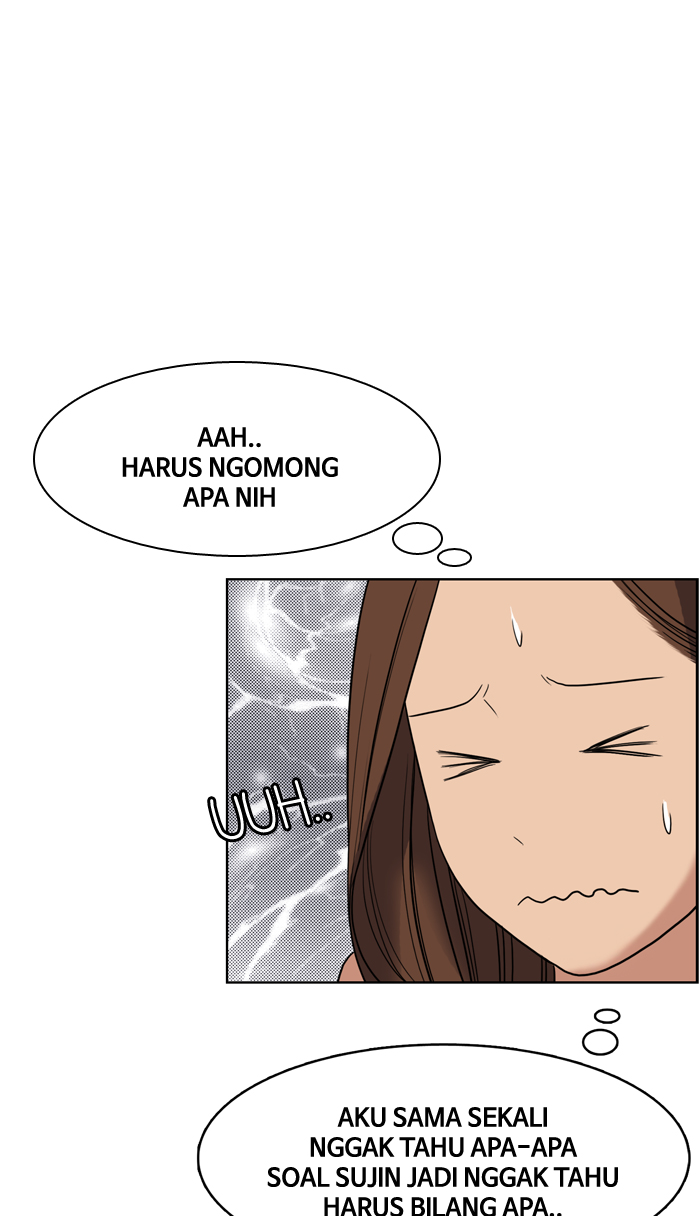 AAH..
HARUS NGOMONG
APA NIH
UUH..
AKU SAMA SEKALI
NGGAK TAHU APA-APA
SOAL SUJIN JADI NGGAK TAHU
HARUS BILANG APA..